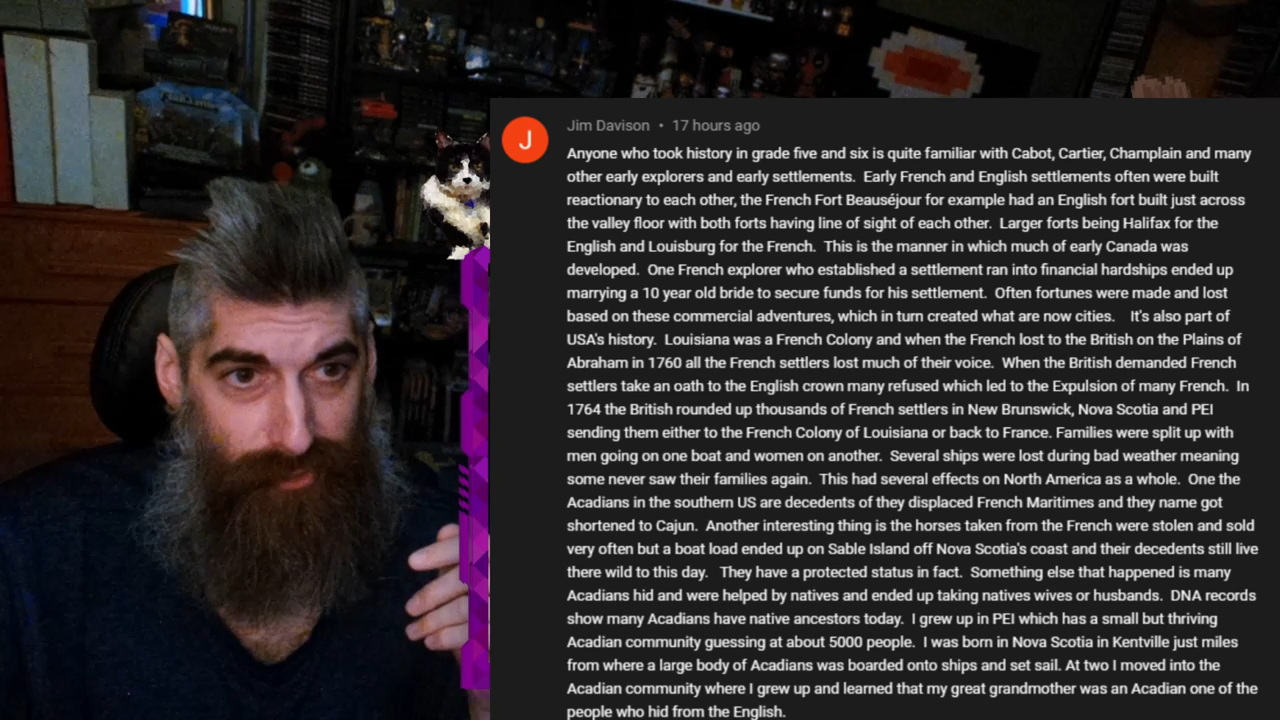 J
Jim Davison • 17 hours ago
Anyone who took history in grade five and six is quite familiar with Cabot, Cartier, Champlain and many
other early explorers and early settlements.  Early French and English settlements often were built
reactionary to each other, the French Fort Beauséjour for example had an English fort built just across
the valley floor with both forts having line of sight of each other.  Larger forts being Halifax for the
English and Louisburg for the French.  This is the manner in which much of early Canada was
developed.  One French explorer who established a settlement ran into financial hardships ended up
marrying a 10 year old bride to secure funds for his settlement.  Often fortunes were made and lost
based on these commercial adventures, which in turn created what are now cities.    It's also part of
USA's history.  Louisiana was a French Colony and when the French lost to the British on the Plains of
Abraham in 1760 all the French settlers lost much of their voice.  When the British demanded French
settlers take an oath to the English crown many refused which led to the Expulsion of many French.  In
1764 the British rounded up thousands of French settlers in New Brunswick, Nova Scotia and PEI
sending them either to the French Colony of Louisiana or back to France. Families were split up with
men going on one boat and women on another.  Several ships were lost during bad weather meaning
some never saw their families again.  This had several effects on North America as a whole.  One the
Acadians in the southern US are decedents of they displaced French Maritimes and they name got
shortened to Cajun.  Another interesting thing is the horses taken from the French were stolen and sold
very often but a boat load ended up on Sable Island off Nova Scotia's coast and their decedents still live
there wild to this day.   They have a protected status in fact.  Something else that happened is many
Acadians hid and were helped by natives and ended up taking natives wives or husbands.  DNA records
show many Acadians have native ancestors today.  I grew up in PEI which has a small but thriving
Acadian community guessing at about 5000 people.  I was born in Nova Scotia in Kentville just miles
from where a large body of Acadians was boarded onto ships and set sail. At two I moved into the
Acadian community where I grew up and learned that my great grandmother was an Acadian one of the
people who hid from the English.